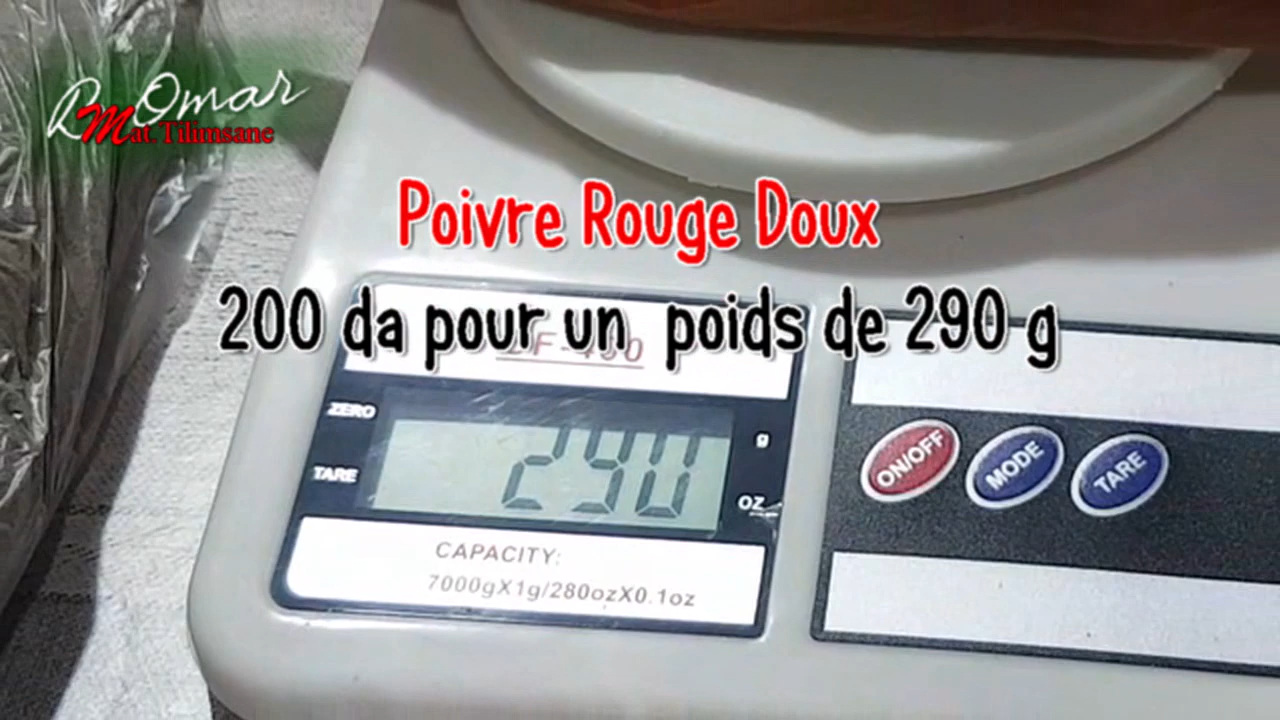 RmOmar
Mat.Tilimsane
Poivre Rouge Doux
200 da pour un poids de 290 g
ZERO
TARE
290
g
OZ
CAPACITY:
7000gX1g/280ozX0.1oz
ON/OFF
MODE
TARE